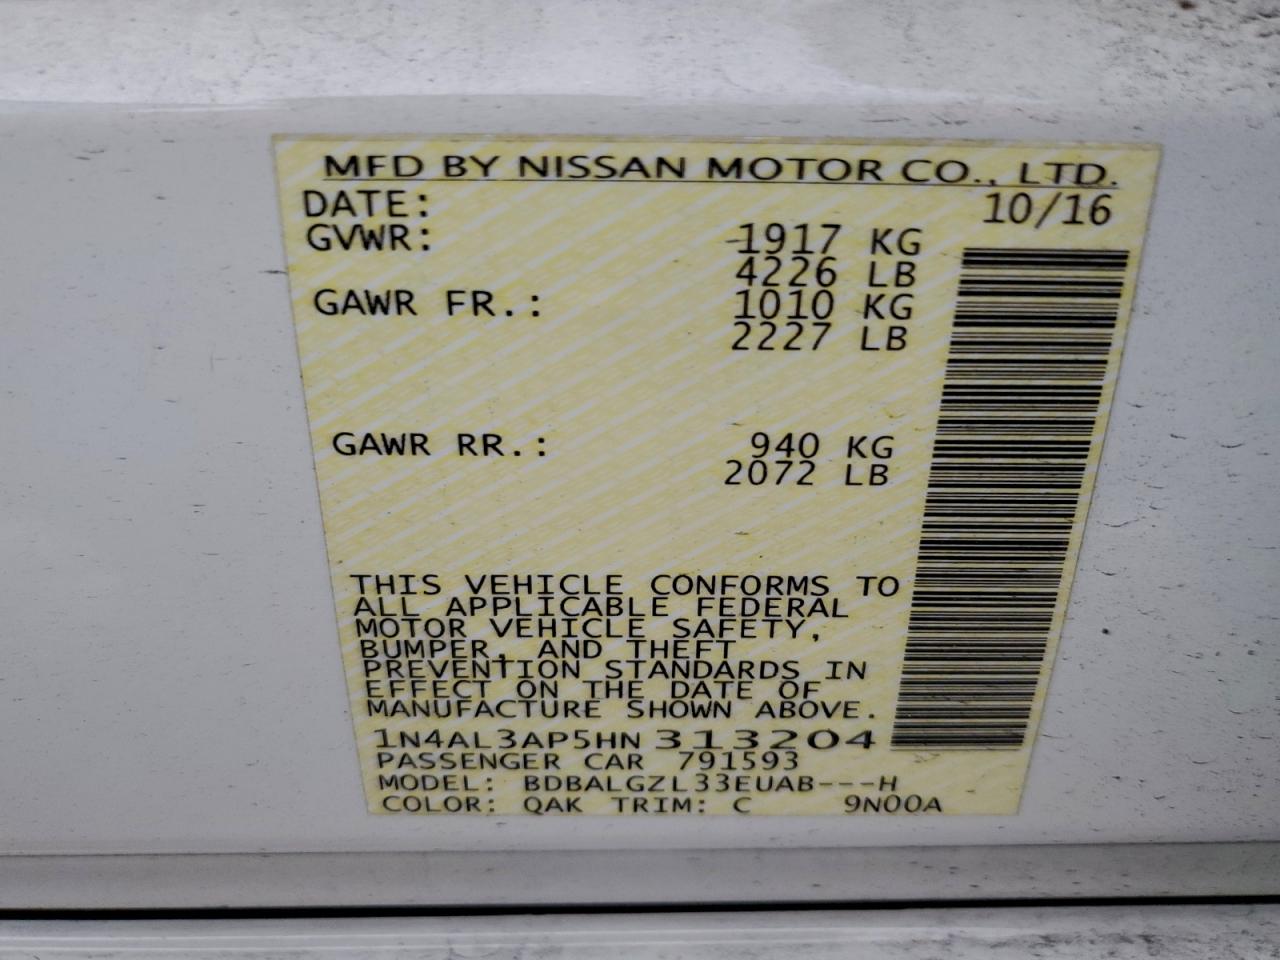 MFD BY NISSAN MOTOR CO., LTD.
DATE: 10/16
GVWR: 1917 KG
4226 LB
GAWR FR.: 1010 KG
2227 LB
GAWR RR.: 940 KG
2072 LB
THIS VEHICLE CONFORMS TO
ALL APPLICABLE FEDERAL
MOTOR VEHICLE SAFETY,
BUMPER, AND THEFT
PREVENTION STANDARDS IN
EFFECT ON THE DATE OF
MANUFACTURE SHOWN ABOVE.
1N4AL3AP5HN 313204
PASSENGER CAR 791593
MODEL: BDBALGZL33EUAB---H
COLOR: QAK TRIM: C 9N00A